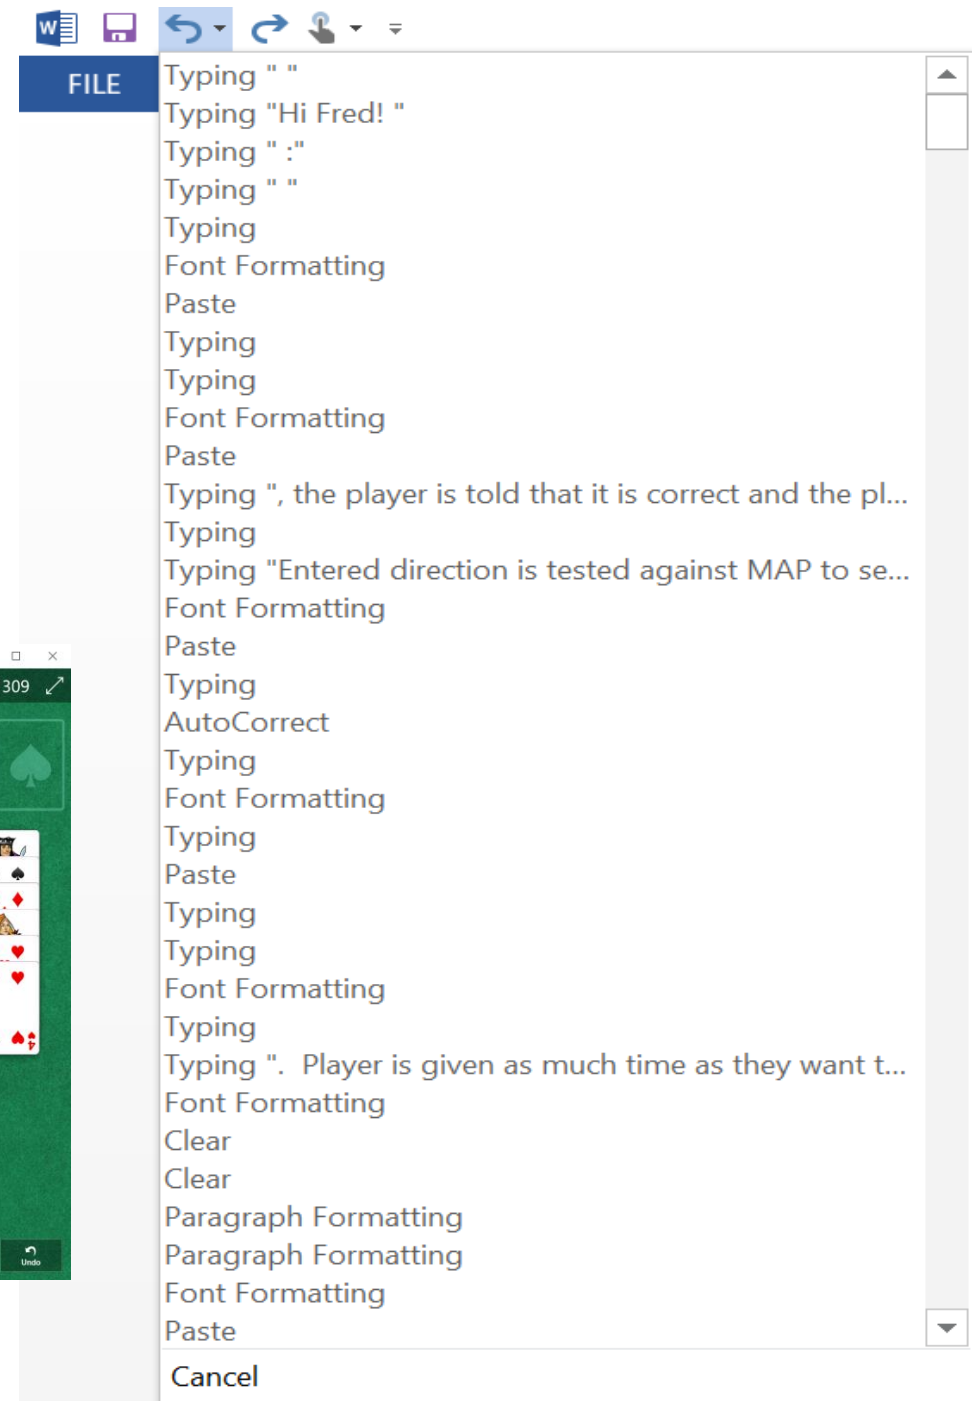 W
FILE
Typing " "
Typing "Hi Fred! "
Typing " :"
Typing " "
Typing
Font Formatting
Paste
Typing
Typing
Font Formatting
Paste
Typing ", the player is told that it is correct and the pl...
Typing
Typing "Entered direction is tested against MAP to se...
Font Formatting
Paste
Typing
AutoCorrect
Typing
Font Formatting
Typing
Paste
Typing
Typing
Font Formatting
Typing
Typing ".  Player is given as much time as they want t...
Font Formatting
Clear
Clear
Paragraph Formatting
Paragraph Formatting
Font Formatting
Paste
Cancel
309
4
Undo